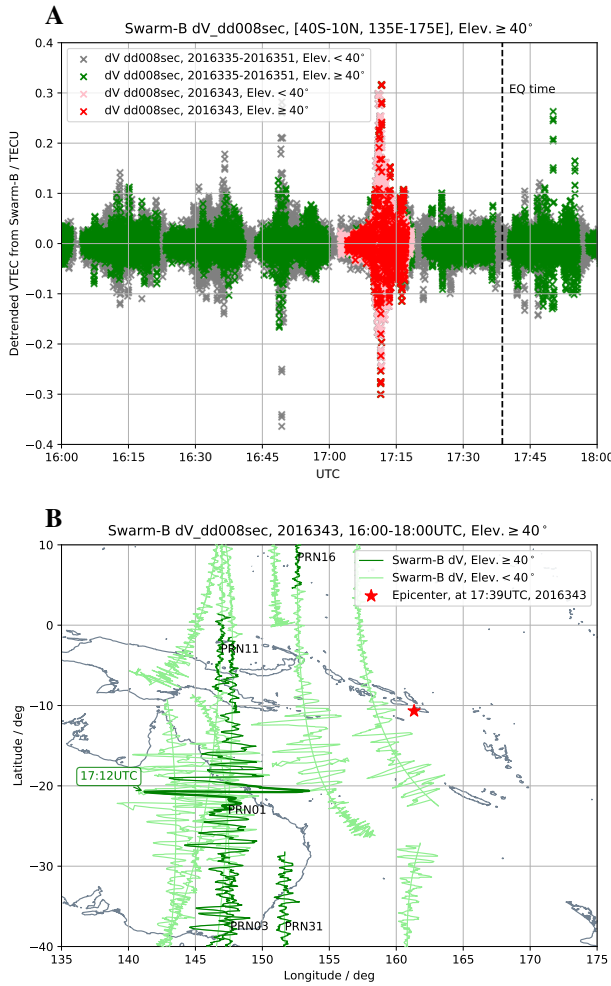 A
Swarm-B dV_dd008sec, [40S-10N, 135E-175E], Elev. ≥ 40°
0.4
0.3
0.2
0.1
0.0
−0.1
−0.2
−0.3
−0.4
Detrended VTEC from Swarm-B / TECU
dV dd008sec, 2016335-2016351, Elev. < 40°
dV dd008sec, 2016335-2016351, Elev. ≥ 40°
dV dd008sec, 2016343, Elev. < 40°
dV dd008sec, 2016343, Elev. ≥ 40°
EQ time
16:00 16:15 16:30 16:45 17:00 17:15 17:30 17:45 18:00
UTC
B
Swarm-B dV_dd008sec, 2016343, 16:00-18:00UTC, Elev. ≥ 40°
10
0
−10
−20
−30
−40
Latitude / deg
Swarm-B dV, Elev. ≥ 40°
Swarm-B dV, Elev. < 40°
Epicenter, at 17:39UTC, 2016343
PRN16
PRN11
17:12UTC
PRN01
PRN03
PRN31
135 140 145 150 155 160 165 170 175
Longitude / deg